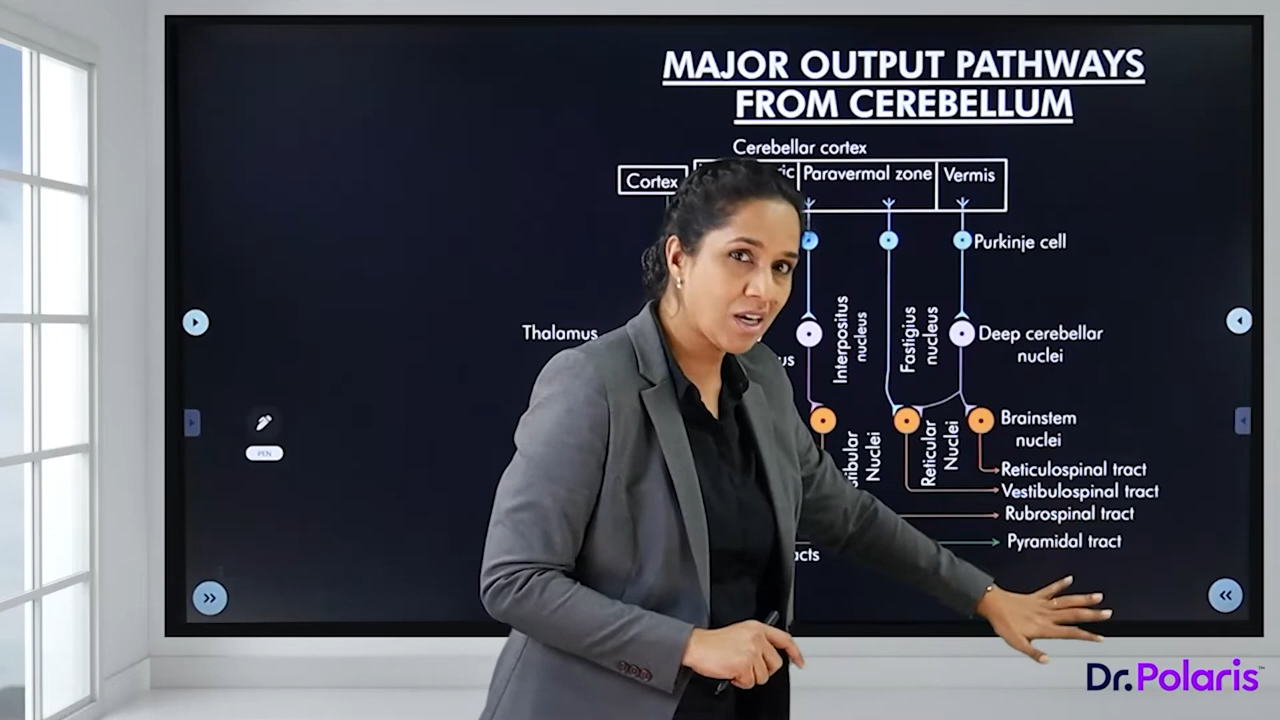 MAJOR OUTPUT PATHWAYS
FROM CEREBELLUM
Cerebellar cortex
Cortex
Paravermal zone
Vermis
Purkinje cell
Thalamus
Interpositus
nucleus
Fastigius
nucleus
Deep cerebellar
nuclei
Nuclei
Reticular
Nuclei
Brainstem
nuclei
Reticulospinal tract
Vestibulospinal tract
Rubrospinal tract
Pyramidal tract
PEN
Dr.Polaris